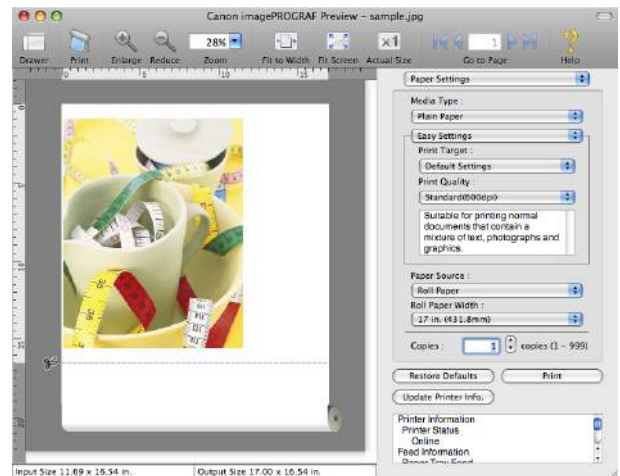 Canon imagePROGRAF Preview – sample.jpg
28%
1
Drawer Print Enlarge Reduce Zoom Fit to Width Fit Screen Actual Size Go to Page Help
Paper Settings
Media Type :
Plain Paper
Easy Settings
Print Target :
Default Settings
Print Quality :
Standard(600dpi)
Suitable for printing normal
documents that contain a
mixture of text, photographs and
graphics.
Paper Source :
Roll Paper
Roll Paper Width :
17 in. (431.8mm)
Copies : 1 copies (1 – 999)
Restore Defaults Print
Update Printer Info.
Printer Information
Printer Status
Online
Feed Information
Paper Tray Feed
Input Size 11.69 x 16.54 in. Output Size 17.00 x 16.54 in.